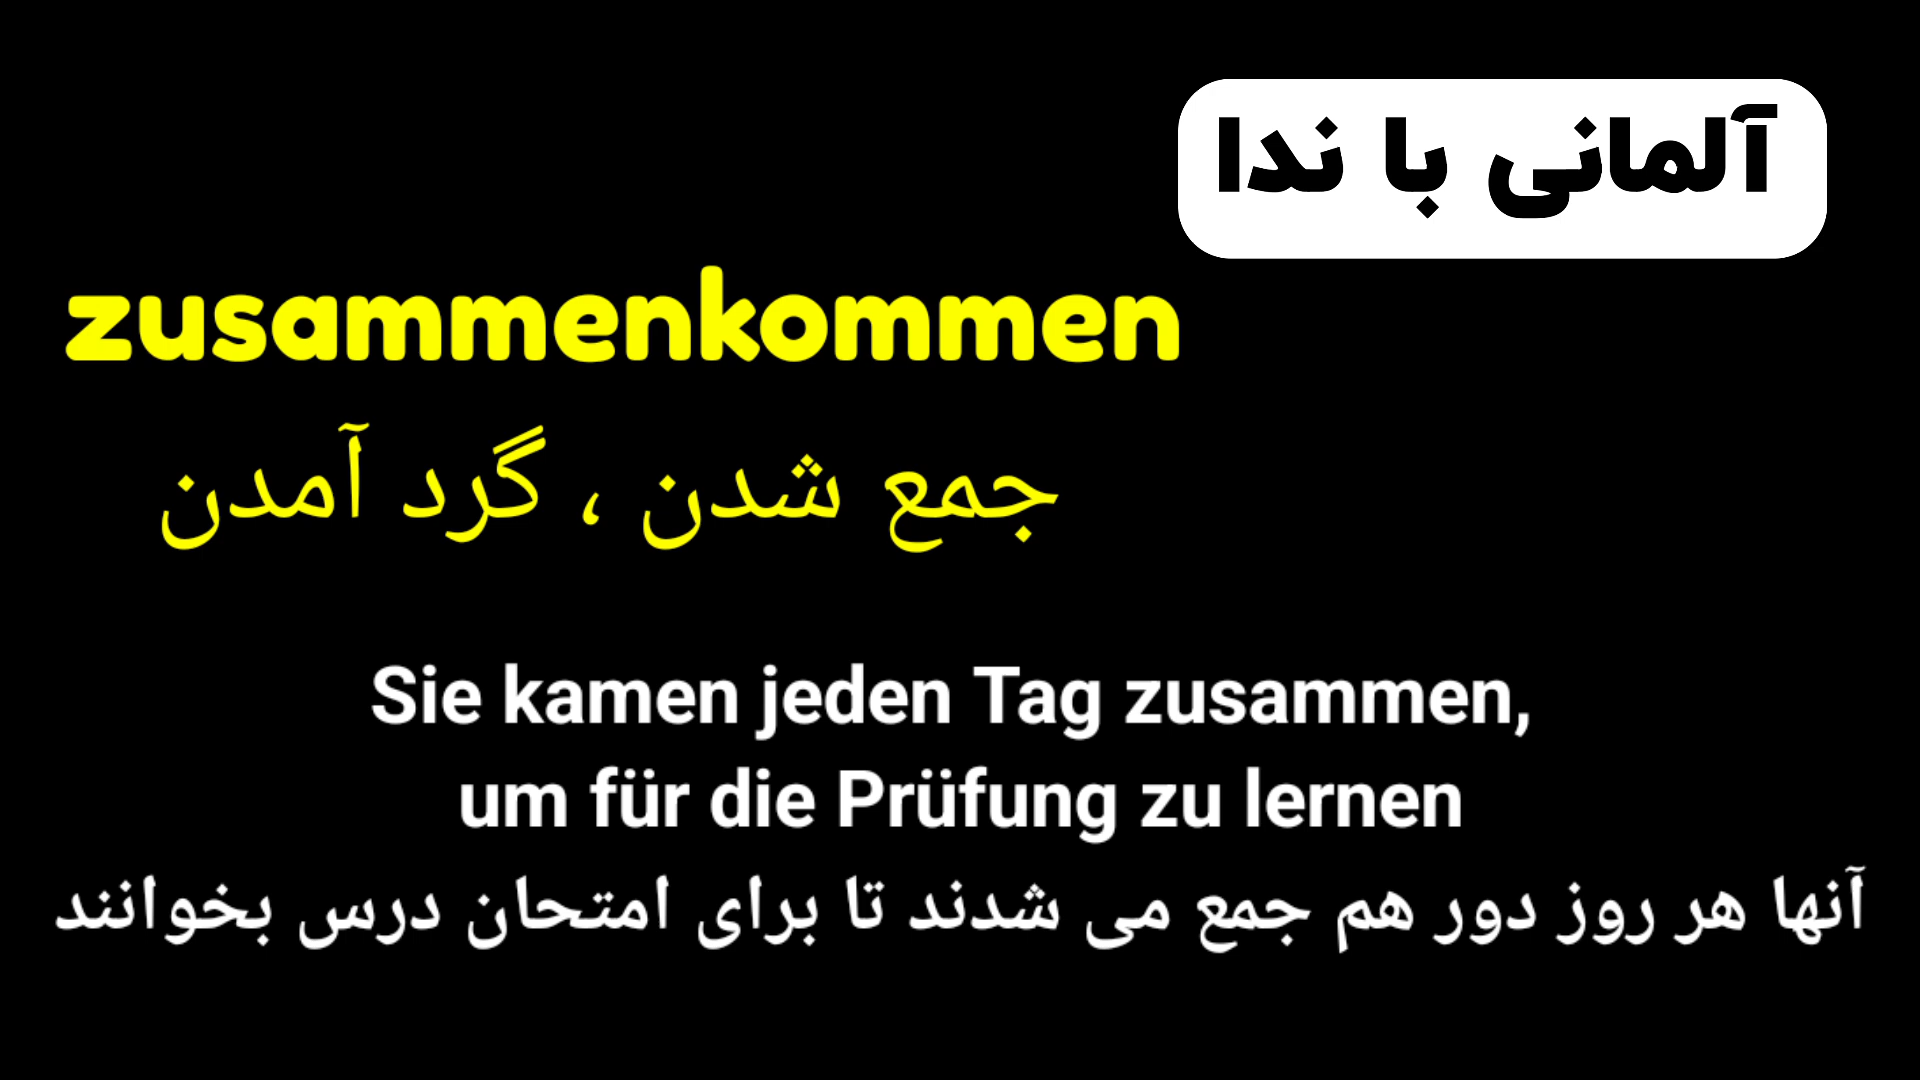 آلمانی با ندا
zusammenkommen
جمع شدن ، گرد آمدن
Sie kamen jeden Tag zusammen,
um für die Prüfung zu lernen
آنها هر روز دور هم جمع می شدند تا برای امتحان درس بخوانند